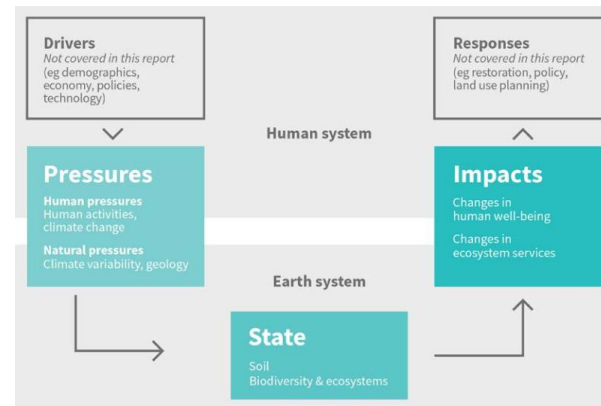 Drivers
Not covered in this report
(eg demographics,
economy, policies,
technology)
Responses
Not covered in this report
(eg restoration, policy,
land use planning)
Human system
Pressures
Human pressures
Human activities,
climate change
Natural pressures
Climate variability, geology
Impacts
Changes in
human well-being
Changes in
ecosystem services
Earth system
State
Soil
Biodiversity & ecosystems